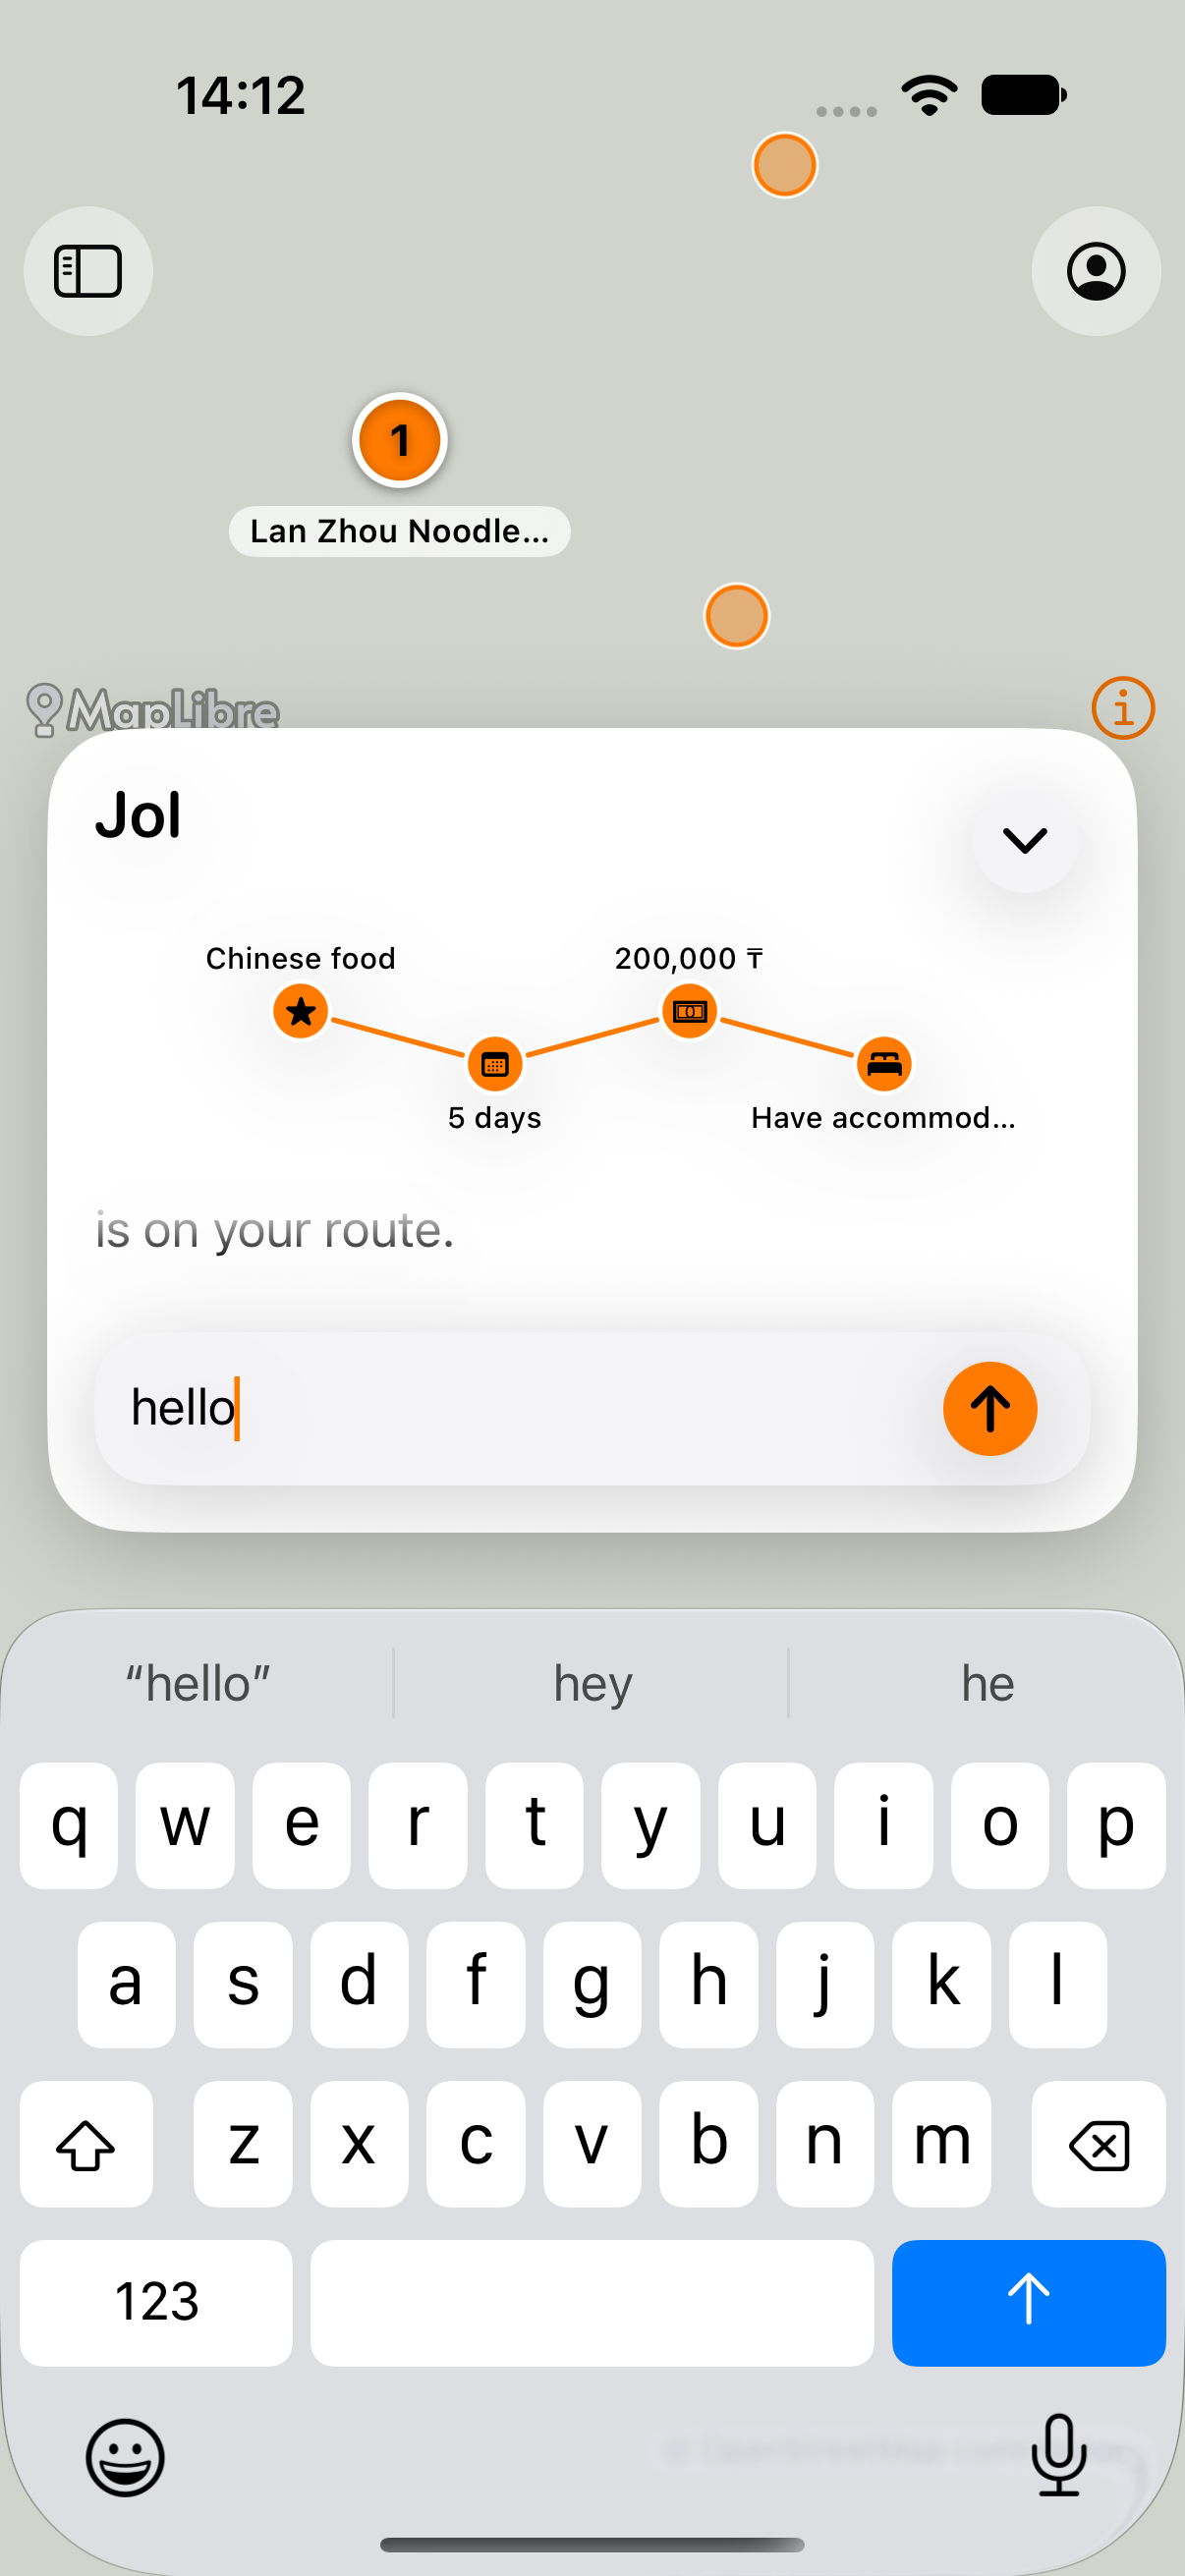 14:12
1
Lan Zhou Noodle...
MapLibre
Jol
Chinese food
200,000 ₸
5 days
Have accommod...
is on your route.
hello
“hello” hey he
q w e r t y u i o p
a s d f g h j k l
z x c v b n m
123